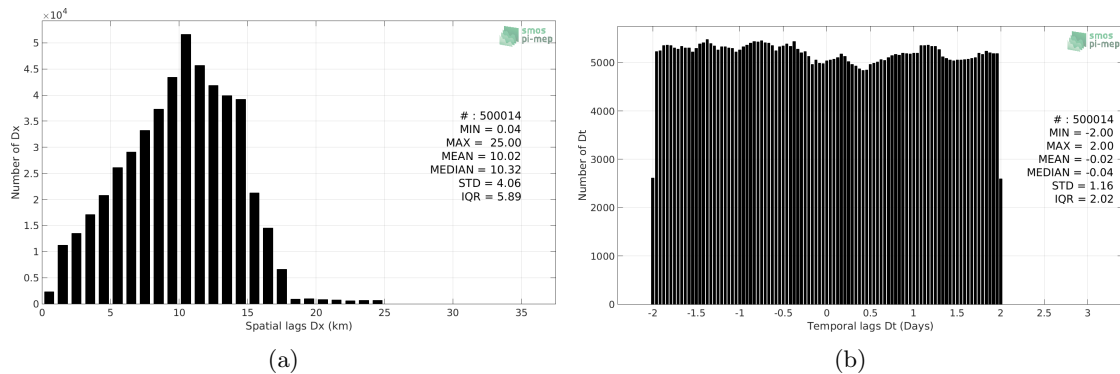 ×10⁴
5
4.5
4
3.5
3
2.5
2
1.5
1
0.5
0
Number of Dx
smos
pi-mep
# : 500014
MIN = 0.04
MAX = 25.00
MEAN = 10.02
MEDIAN = 10.32
STD = 4.06
IQR = 5.89
0 5 10 15 20 25 30 35
Spatial lags Dx (km)
(a)
5000
4000
3000
2000
1000
0
Number of Dt
smos
pi-mep
# : 500014
MIN = -2.00
MAX = 2.00
MEAN = -0.02
MEDIAN = -0.04
STD = 1.16
IQR = 2.02
-2 -1.5 -1 -0.5 0 0.5 1 1.5 2 2.5 3
Temporal lags Dt (Days)
(b)